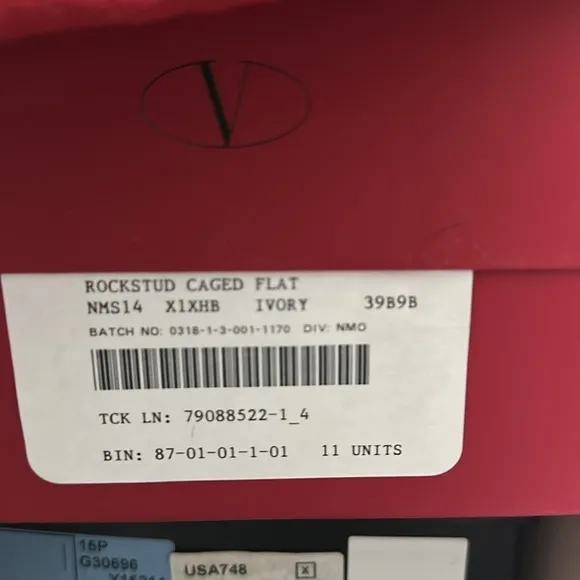 V
ROCKSTUD CAGED FLAT
NMS14 X1XHB IVORY 39B9B
BATCH NO: 0318-1-3-001-1170 DIV: NMO
TCK LN: 79088522-1_4
BIN: 87-01-01-1-01 11 UNITS
15P
G30696
USA748 X